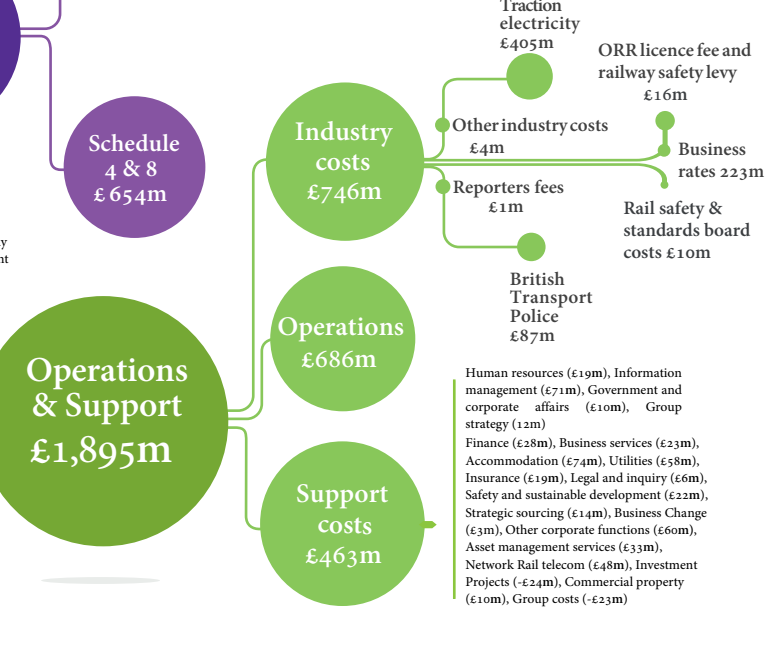 Traction
electricity
£405m
ORR licence fee and
railway safety levy
£16m
Schedule
4 & 8
£654m
Industry
costs
£746m
Other industry costs
£4m
Business
rates 223m
Reporters fees
£1m
Rail safety &
standards board
costs £10m
British
Transport
Police
£87m
Operations
£686m
Operations
& Support
£1,895m
Support
costs
£463m
Human resources (£19m), Information
management (£71m), Government and
corporate affairs (£10m), Group
strategy (12m)
Finance (£28m), Business services (£23m),
Accommodation (£74m), Utilities (£58m),
Insurance (£19m), Legal and inquiry (£6m),
Safety and sustainable development (£22m),
Strategic sourcing (£14m), Business Change
(£3m), Other corporate functions (£60m),
Asset management services (£33m),
Network Rail telecom (£48m), Investment
Projects (-£24m), Commercial property
(£10m), Group costs (-£23m)